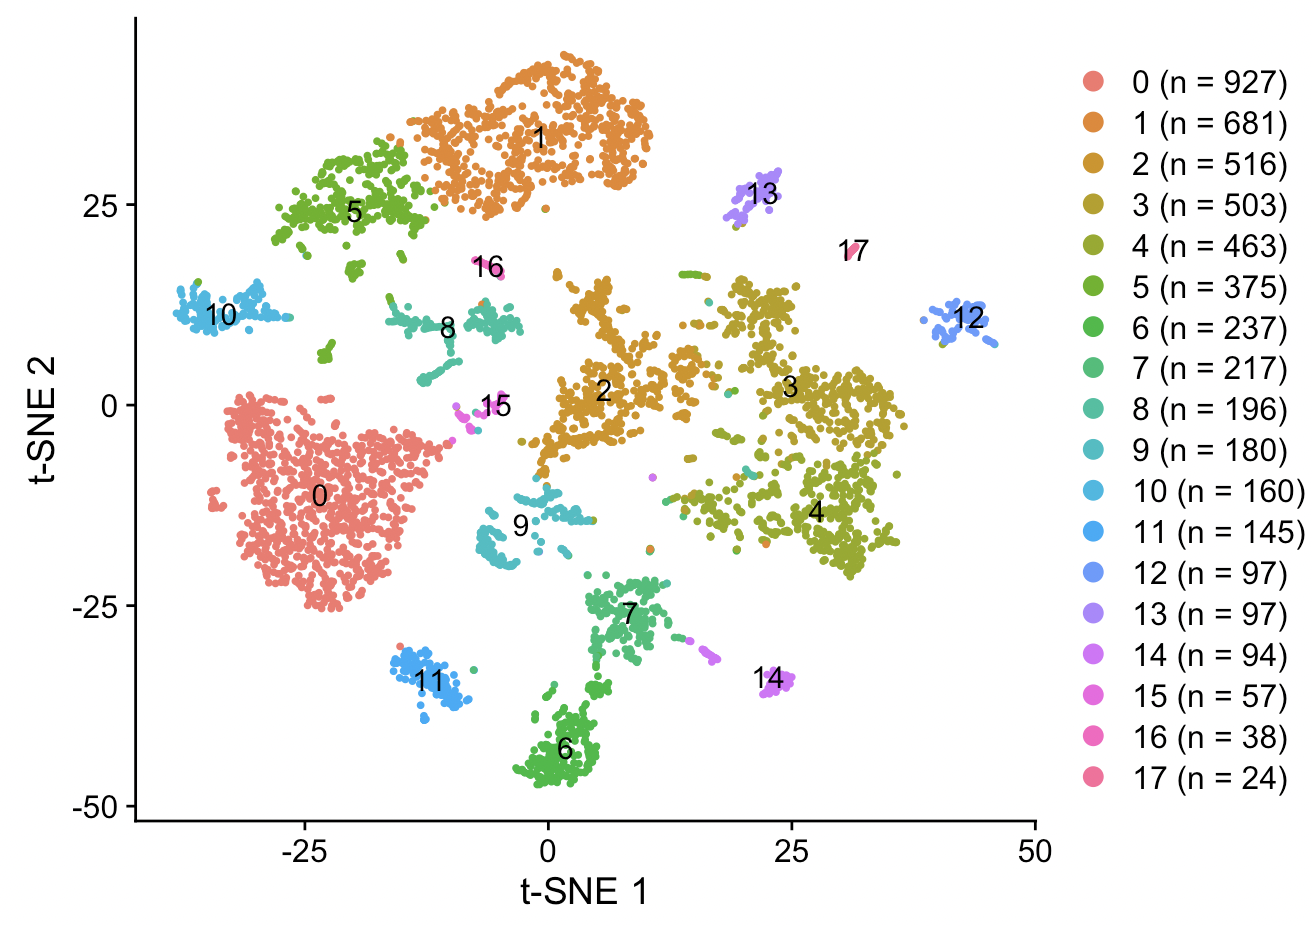 0 (n = 927)
1 (n = 681)
2 (n = 516)
3 (n = 503)
4 (n = 463)
5 (n = 375)
6 (n = 237)
7 (n = 217)
8 (n = 196)
9 (n = 180)
10 (n = 160)
11 (n = 145)
12 (n = 97)
13 (n = 97)
14 (n = 94)
15 (n = 57)
16 (n = 38)
17 (n = 24)
1
13
5
17
16
10
12
8
3
2
15
0
4
9
7
14
11
6
25
0
-25
-50
t-SNE 2
-25
0
25
50
t-SNE 1